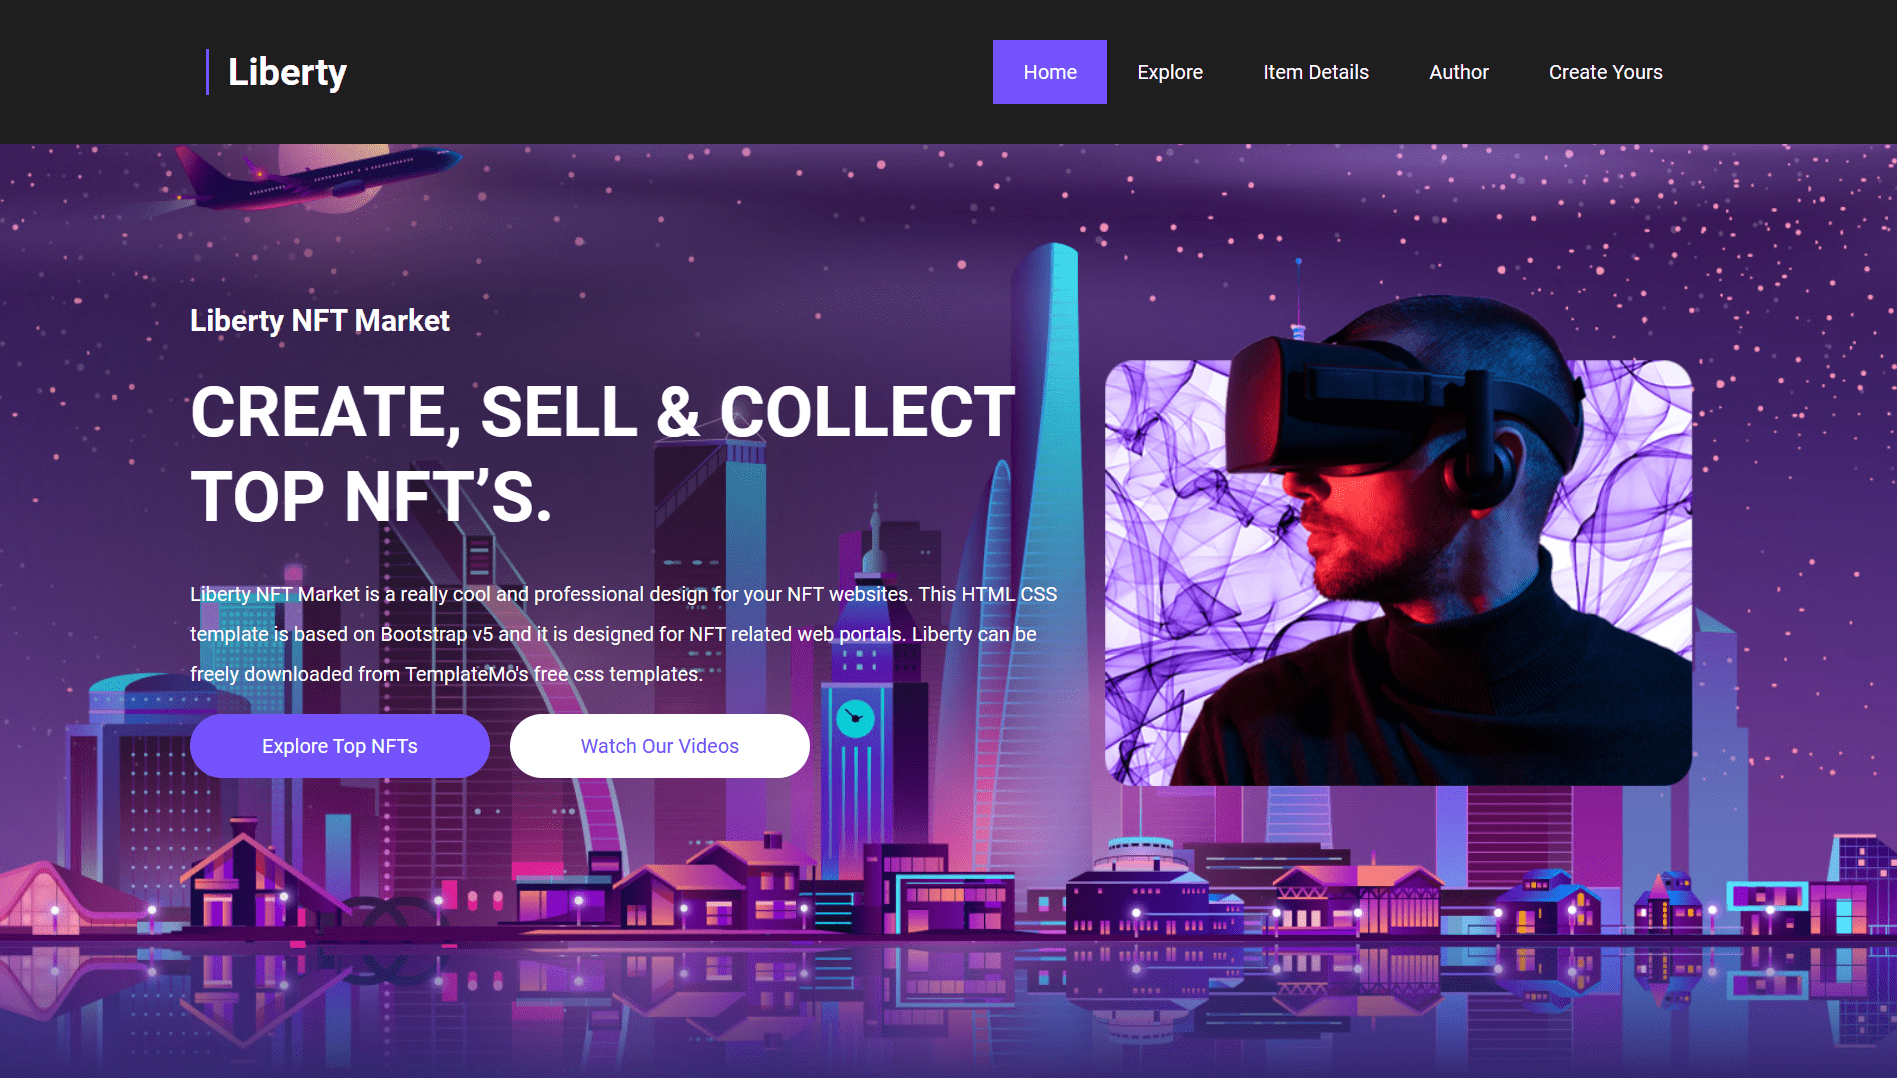 Liberty
Home
Explore
Item Details
Author
Create Yours
Liberty NFT Market
CREATE, SELL & COLLECT
TOP NFT’S.
Liberty NFT Market is a really cool and professional design for your NFT websites. This HTML CSS
template is based on Bootstrap v5 and it is designed for NFT related web portals. Liberty can be
freely downloaded from TemplateMo's free css templates.
Explore Top NFTs
Watch Our Videos